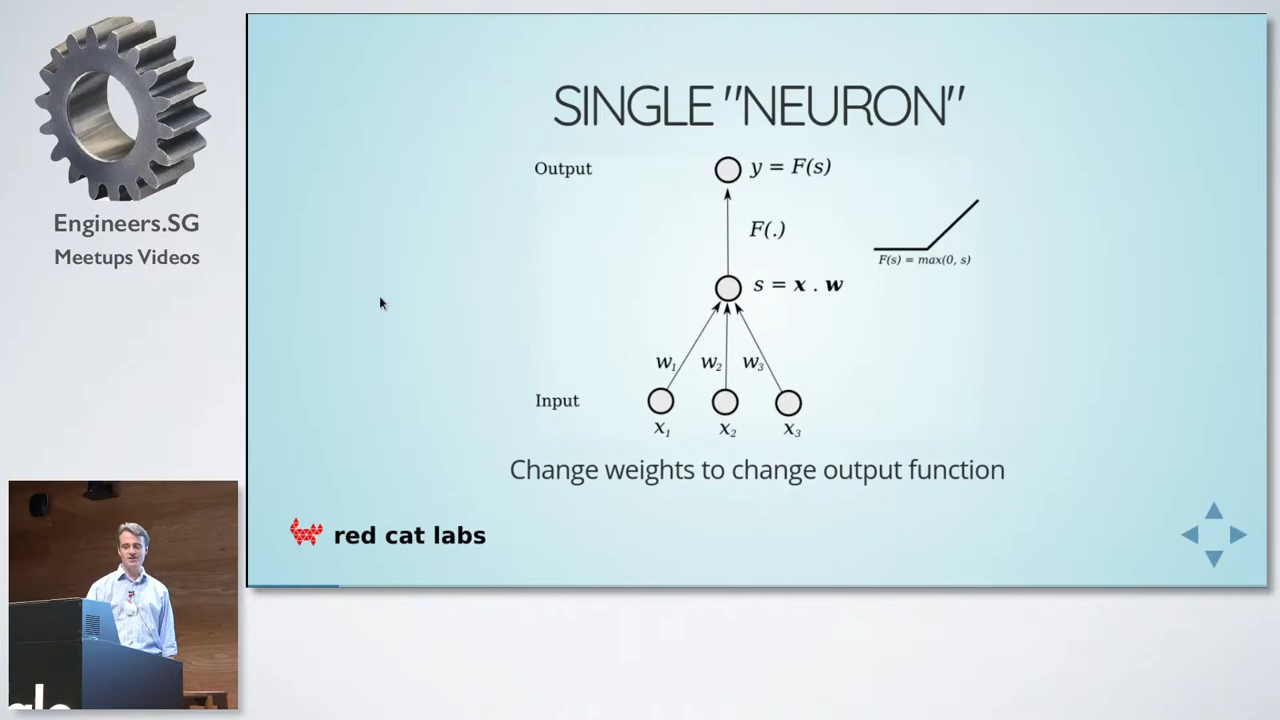 SINGLE "NEURON"
Output
y = F(s)
F(.)
F(s) = max(0, s)
s = x . w
w1 w2 w3
Input
x1 x2 x3
Change weights to change output function
red cat labs
Engineers.SG
Meetups Videos